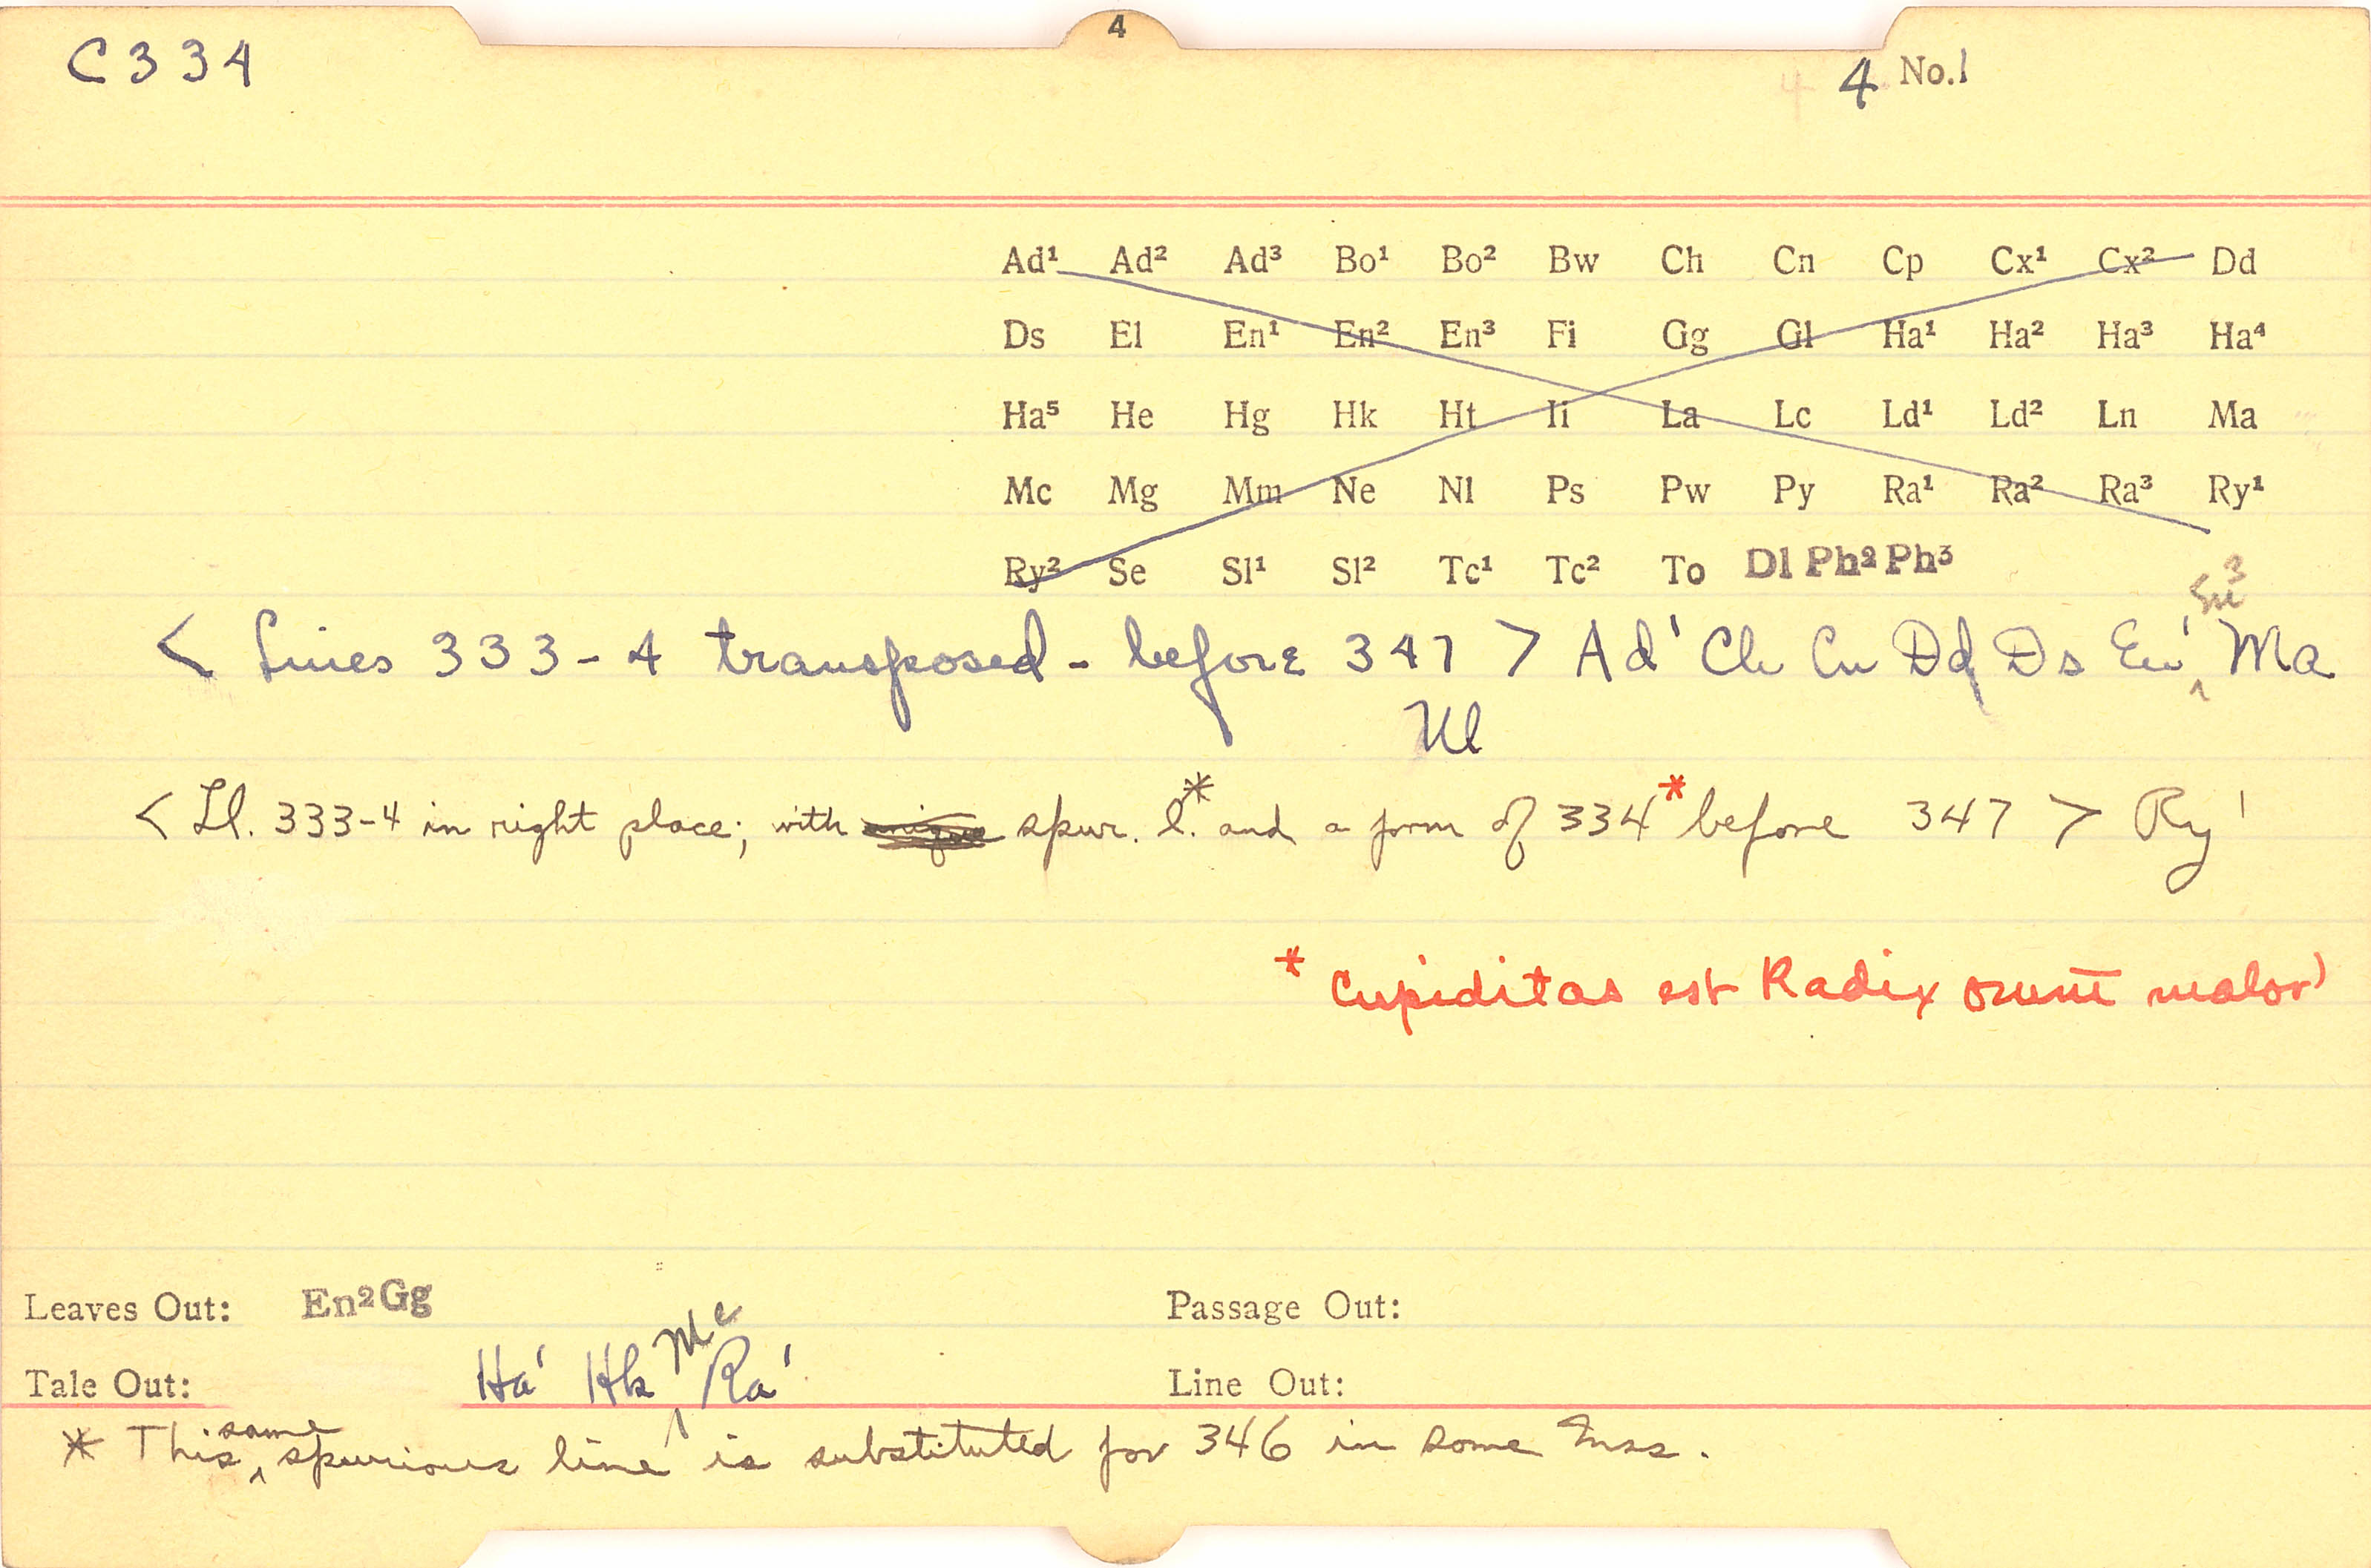 4
C334
4 No. 1
Ad¹ Ad² Ad³ Bo¹ Bo² Bw Ch Cn Cp Cx¹ Cx² Dd
Ds El En¹ En² En³ Fi Gg Gl Ha¹ Ha² Ha³ Ha⁴
Ha⁵ He Hg Hk Ht Ii La Lc Ld¹ Ld² Ln Ma
Mc Mg Mm Ne Nl Ps Pw Py Ra¹ Ra² Ra³ Ry¹
Ry² Se Sl¹ Sl² Tc¹ Tc² To Dl Ph² Ph³
En³
< Lines 333-4 transposed - before 347 > Ad¹ Ch Cn Dd Ds En¹ ‸ Ma
Nl
< Ll. 333-4 in right place; with spur. l.* and a form of 334* before 347 > Ry¹
* Cupiditas est Radix
Leaves Out: En² Gg
Passage Out:
Tale Out: Ha¹ Hk ‸ Mc Ra¹
Line Out:
* This ‸ same spurious line is substituted for 346 in some mss.